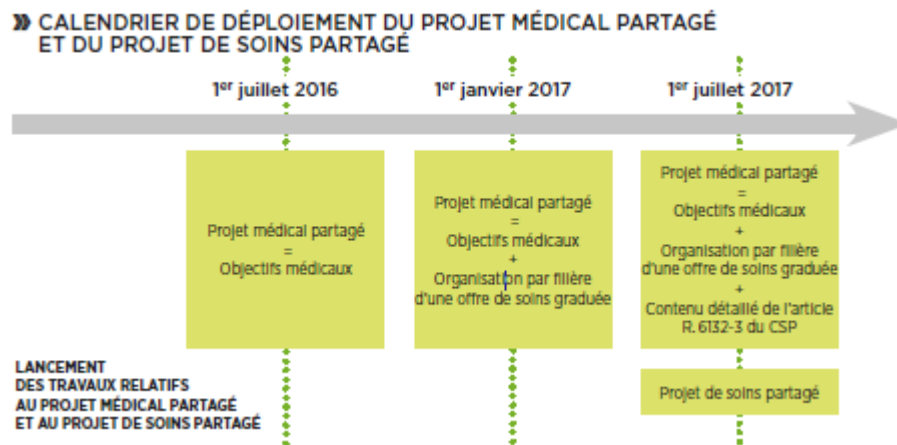 » CALENDRIER DE DÉPLOIEMENT DU PROJET MÉDICAL PARTAGÉ
ET DU PROJET DE SOINS PARTAGÉ
1er juillet 2016
1er janvier 2017
1er juillet 2017
Projet médical partagé
=
Objectifs médicaux
Projet médical partagé
=
Objectifs médicaux
+
Organisation par filière
d'une offre de soins graduée
Projet médical partagé
=
Objectifs médicaux
+
Organisation par filière
d'une offre de soins graduée
+
Contenu détaillé de l'article
R. 6132-3 du CSP
LANCEMENT
DES TRAVAUX RELATIFS
AU PROJET MÉDICAL PARTAGÉ
ET AU PROJET DE SOINS PARTAGÉ
Projet de soins partagé